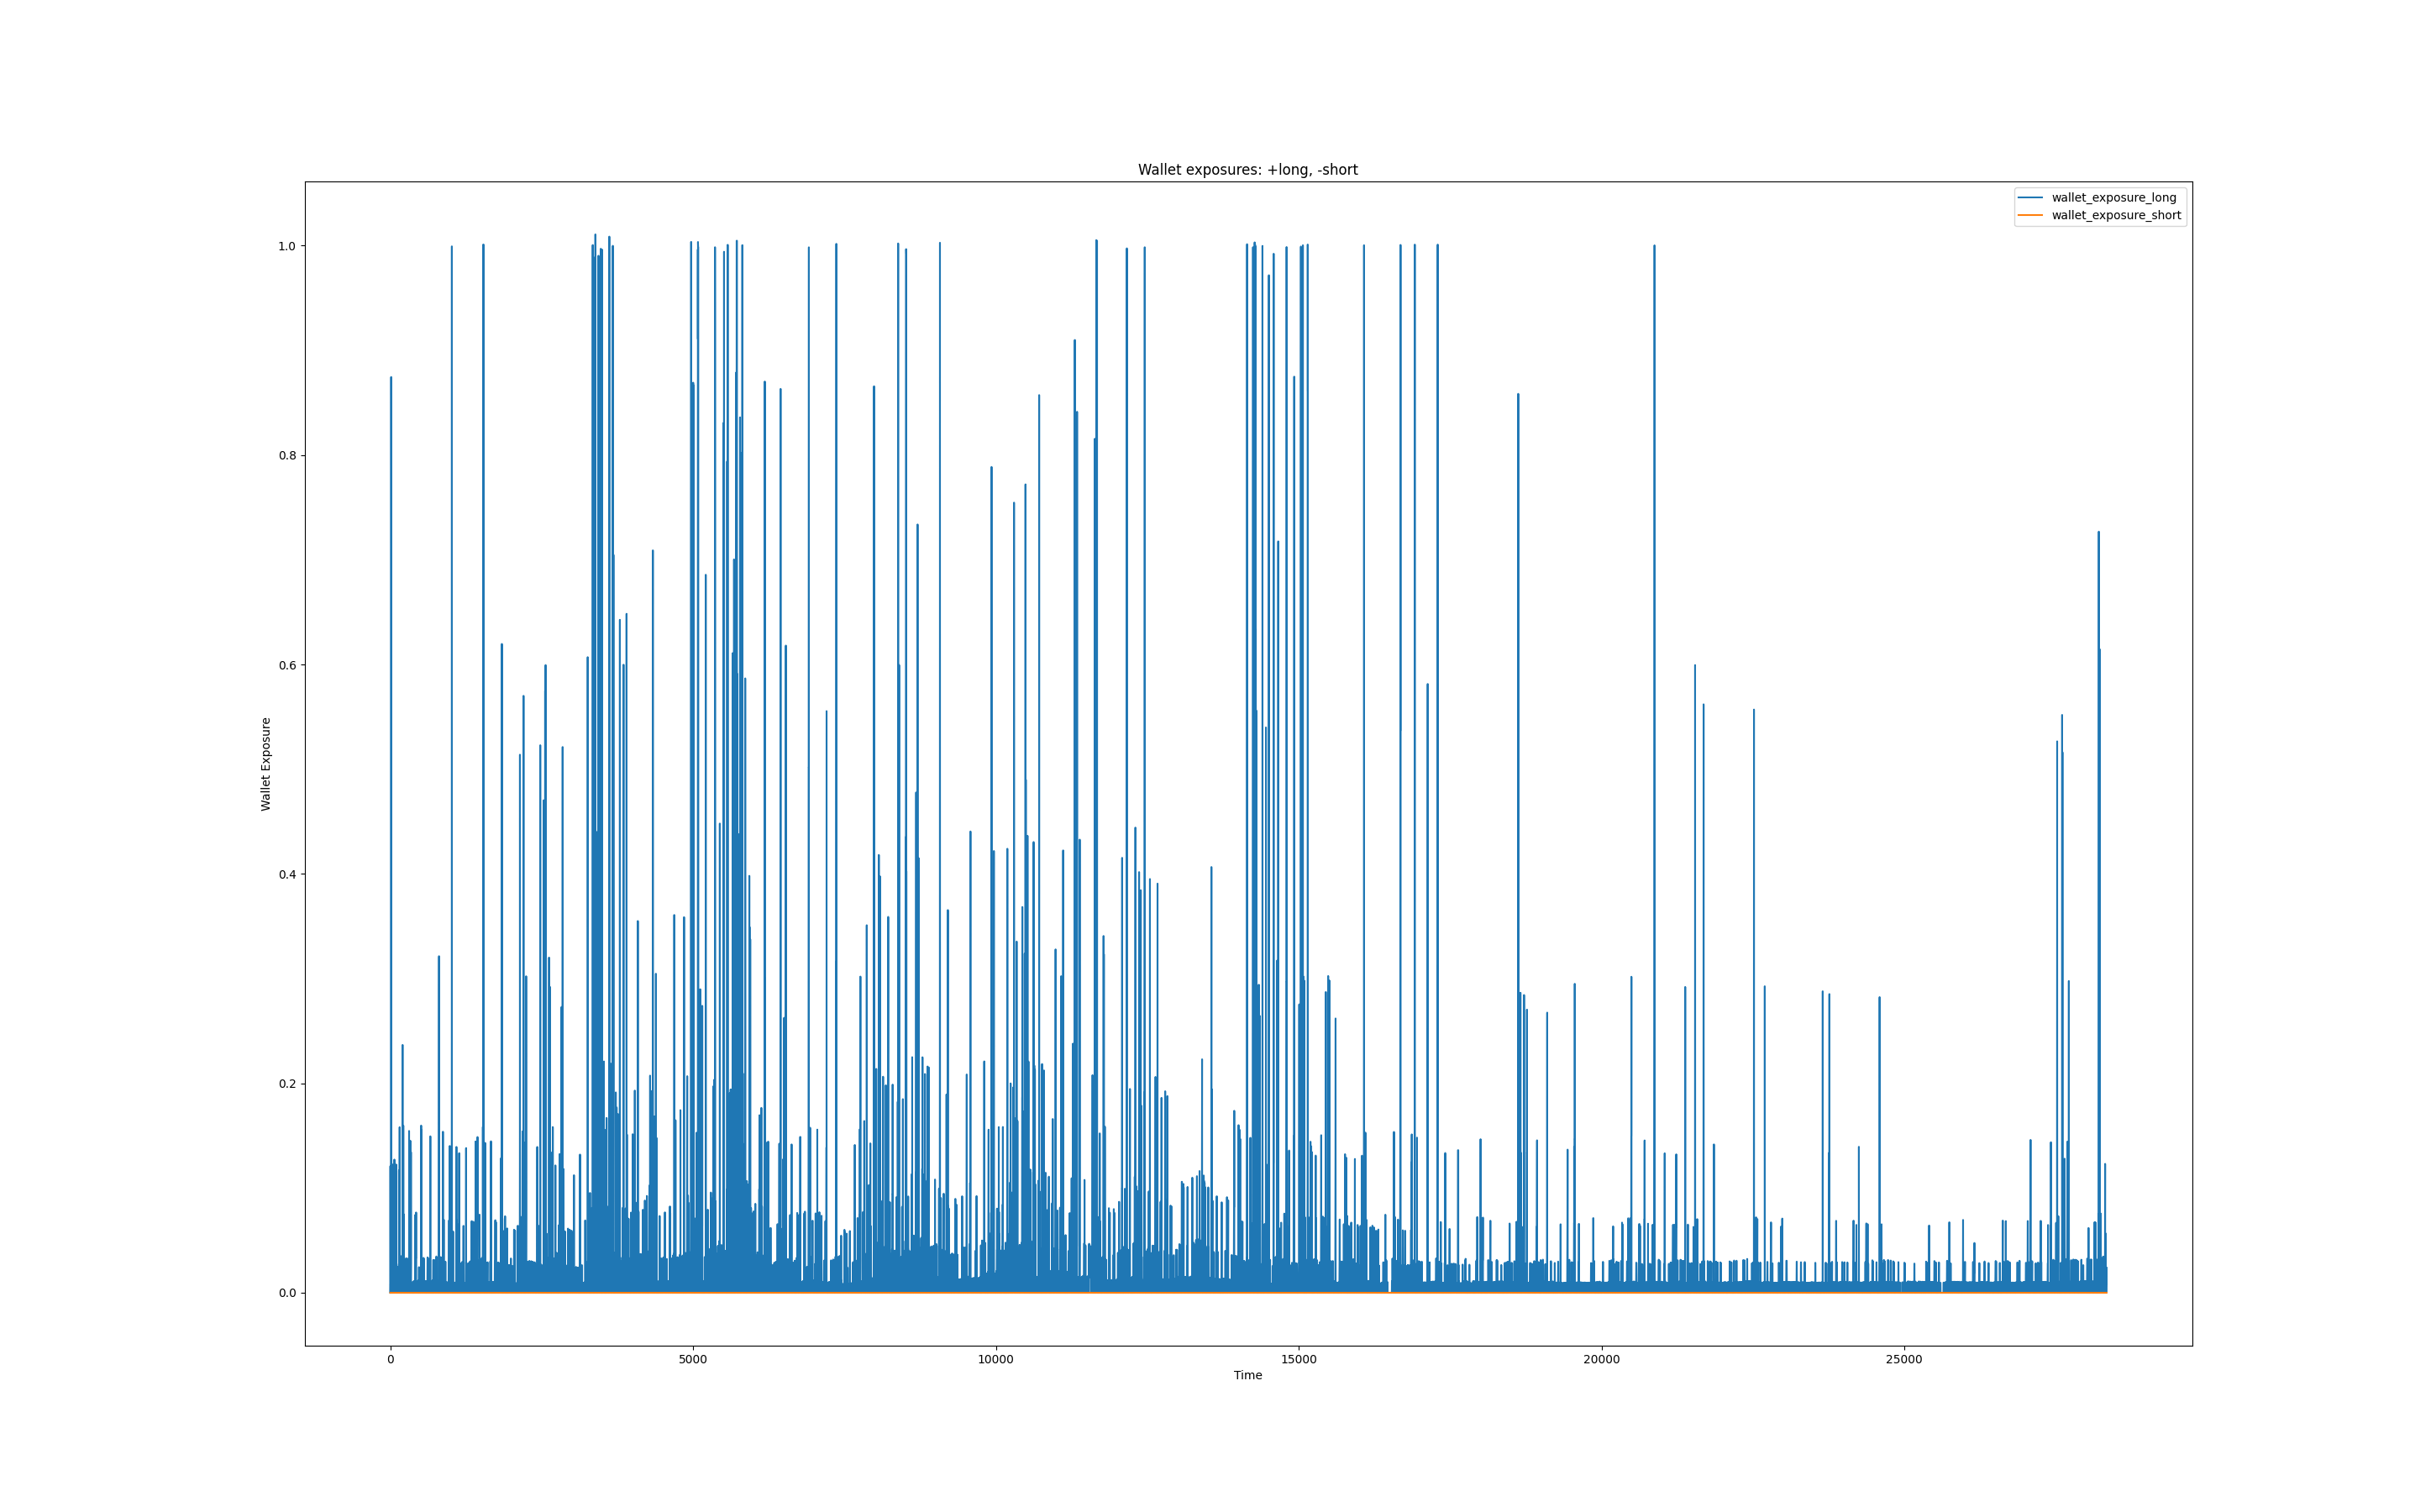 Wallet exposures: +long, -short
wallet_exposure_long
wallet_exposure_short
1.0
0.8
0.6
0.4
0.2
0.0
Wallet Exposure
0 5000 10000 15000 20000 25000
Time